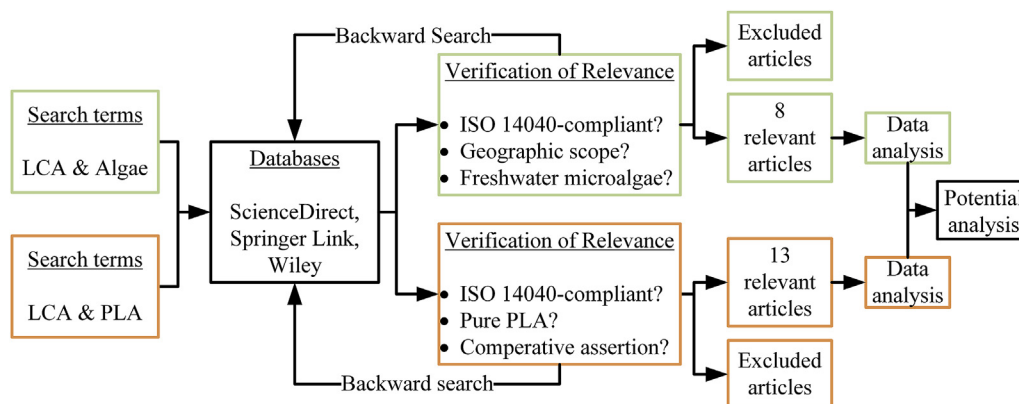 Search terms
LCA & Algae
Search terms
LCA & PLA
Databases
ScienceDirect,
Springer Link,
Wiley
Backward Search
Verification of Relevance
• ISO 14040-compliant?
• Geographic scope?
• Freshwater microalgae?
Verification of Relevance
• ISO 14040-compliant?
• Pure PLA?
• Comperative assertion?
Backward search
Excluded
articles
8
relevant
articles
Data
analysis
13
relevant
articles
Data
analysis
Excluded
articles
Potential
analysis